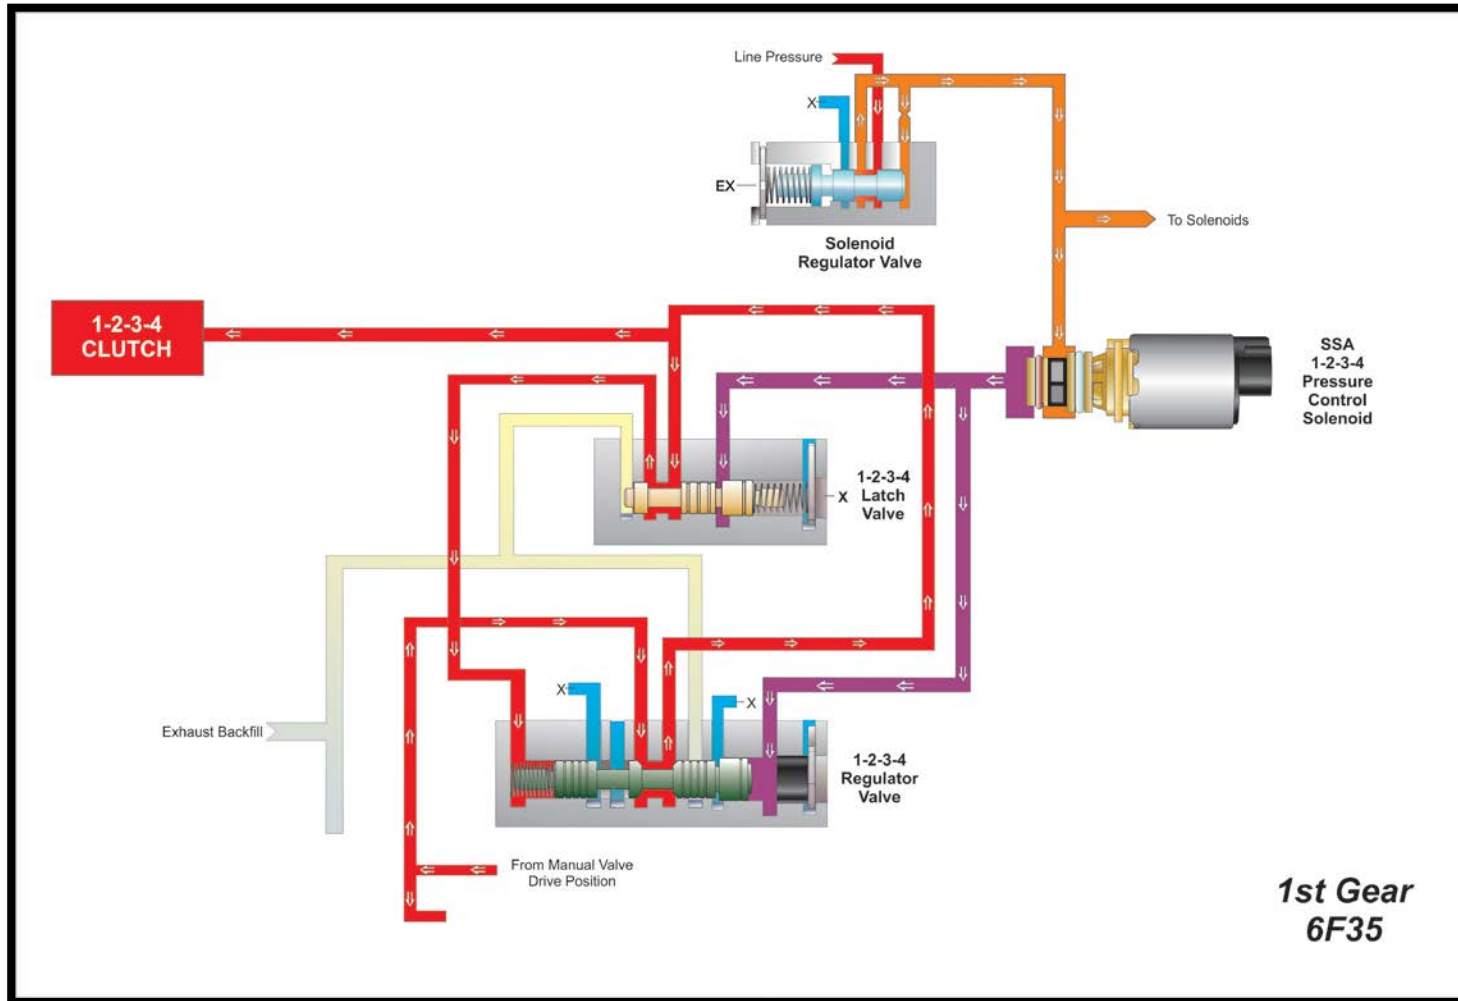 Line Pressure
X
EX
Solenoid
Regulator Valve
To Solenoids
1-2-3-4
CLUTCH
SSA
1-2-3-4
Pressure
Control
Solenoid
1-2-3-4
Latch
Valve
X
X
X
Exhaust Backfill
1-2-3-4
Regulator
Valve
From Manual Valve
Drive Position
1st Gear
6F35